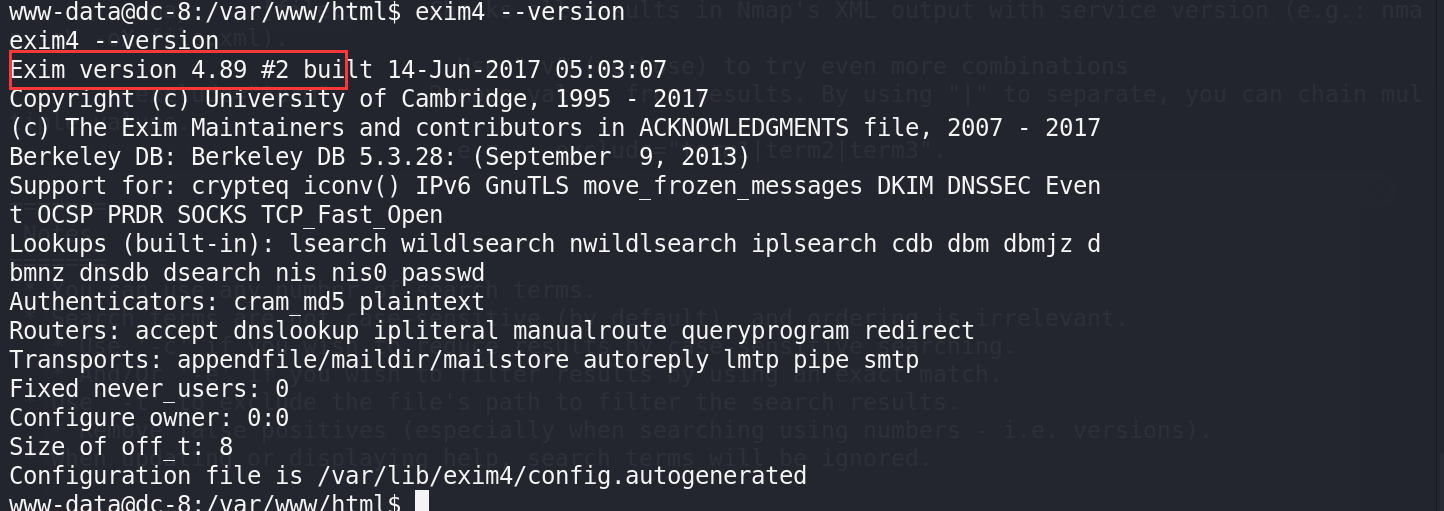 www-data@dc-8:/var/www/html$ exim4 --version
exim4 --version
Exim version 4.89 #2 built 14-Jun-2017 05:03:07
Copyright (c) University of Cambridge, 1995 - 2017
(c) The Exim Maintainers and contributors in ACKNOWLEDGMENTS file, 2007 - 2017
Berkeley DB: Berkeley DB 5.3.28: (September  9, 2013)
Support for: crypteq iconv() IPv6 GnuTLS move_frozen_messages DKIM DNSSEC Even
t OCSP PRDR SOCKS TCP_Fast_Open
Lookups (built-in): lsearch wildlsearch nwildlsearch iplsearch cdb dbm dbmjz d
bmnz dnsdb dsearch nis nis0 passwd
Authenticators: cram_md5 plaintext
Routers: accept dnslookup ipliteral manualroute queryprogram redirect
Transports: appendfile/maildir/mailstore autoreply lmtp pipe smtp
Fixed never_users: 0
Configure owner: 0:0
Size of off_t: 8
Configuration file is /var/lib/exim4/config.autogenerated
www-data@dc-8:/var/www/html$